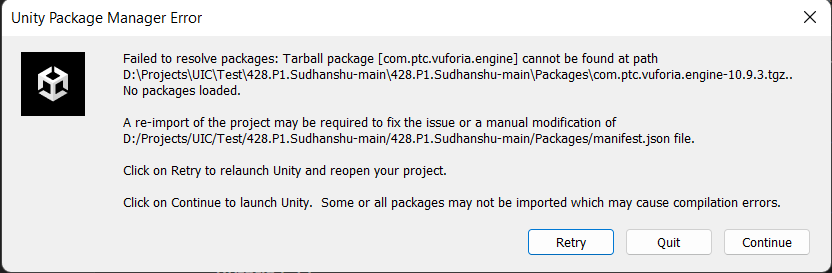 Unity Package Manager Error
Failed to resolve packages: Tarball package [com.ptc.vuforia.engine] cannot be found at path
D:\Projects\UIC\Test\428.P1.Sudhanshu-main\428.P1.Sudhanshu-main\Packages\com.ptc.vuforia.engine-10.9.3.tgz..
No packages loaded.
A re-import of the project may be required to fix the issue or a manual modification of
D:/Projects/UIC/Test/428.P1.Sudhanshu-main/428.P1.Sudhanshu-main/Packages/manifest.json file.
Click on Retry to relaunch Unity and reopen your project.
Click on Continue to launch Unity.  Some or all packages may not be imported which may cause compilation errors.
Retry
Quit
Continue